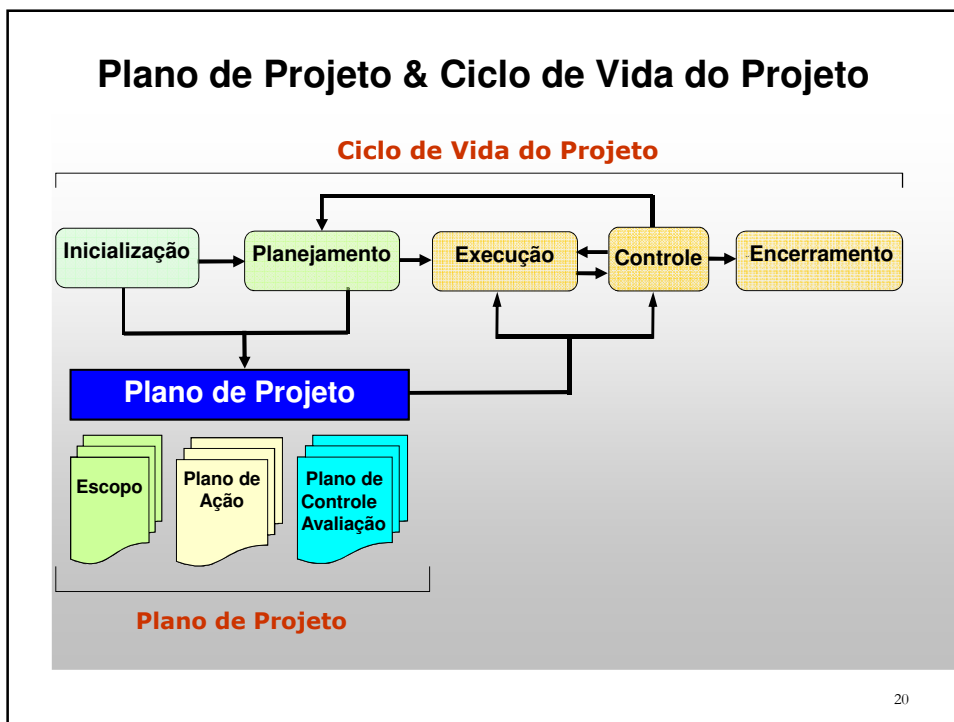 Plano de Projeto & Ciclo de Vida do Projeto
Ciclo de Vida do Projeto
Inicialização
Planejamento
Execução
Controle
Encerramento
Plano de Projeto
Escopo
Plano de
Ação
Plano de
Controle
Avaliação
Plano de Projeto
20